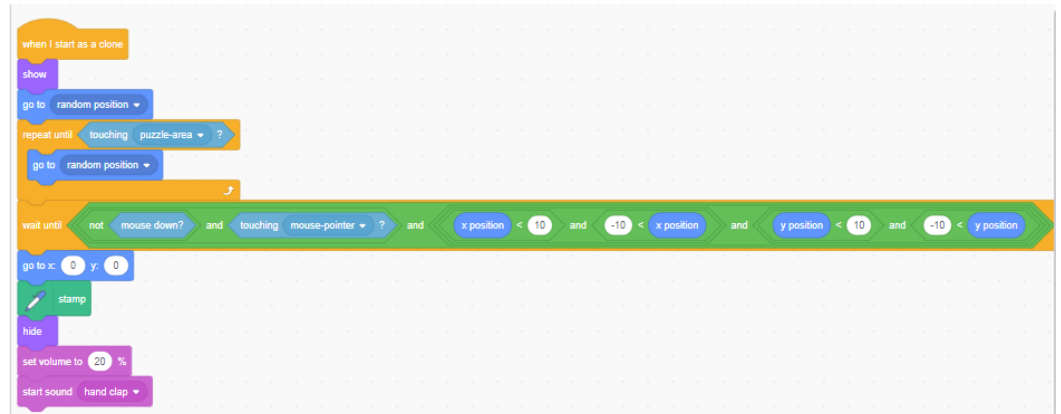 when I start as a clone
show
go to random position
repeat until touching puzzle-area ?
go to random position
wait until not mouse down? and touching mouse-pointer ? and x position < 10 and -10 < x position and y position < 10 and -10 < y position
go to x: 0 y: 0
stamp
hide
set volume to 20 %
start sound hand clap